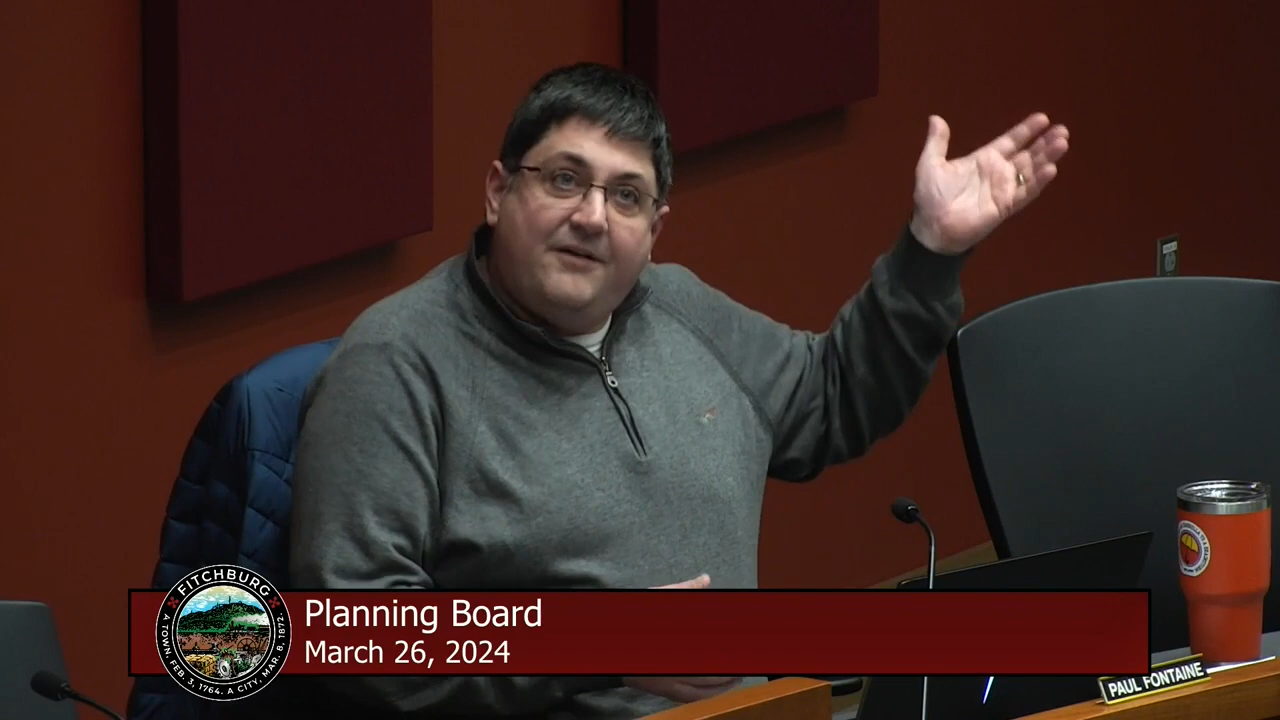 Planning Board
March 26, 2024
FITCHBURG
A TOWN, FEB. 3, 1764. A CITY, MAR. 8, 1872.
PAUL FONTAINE